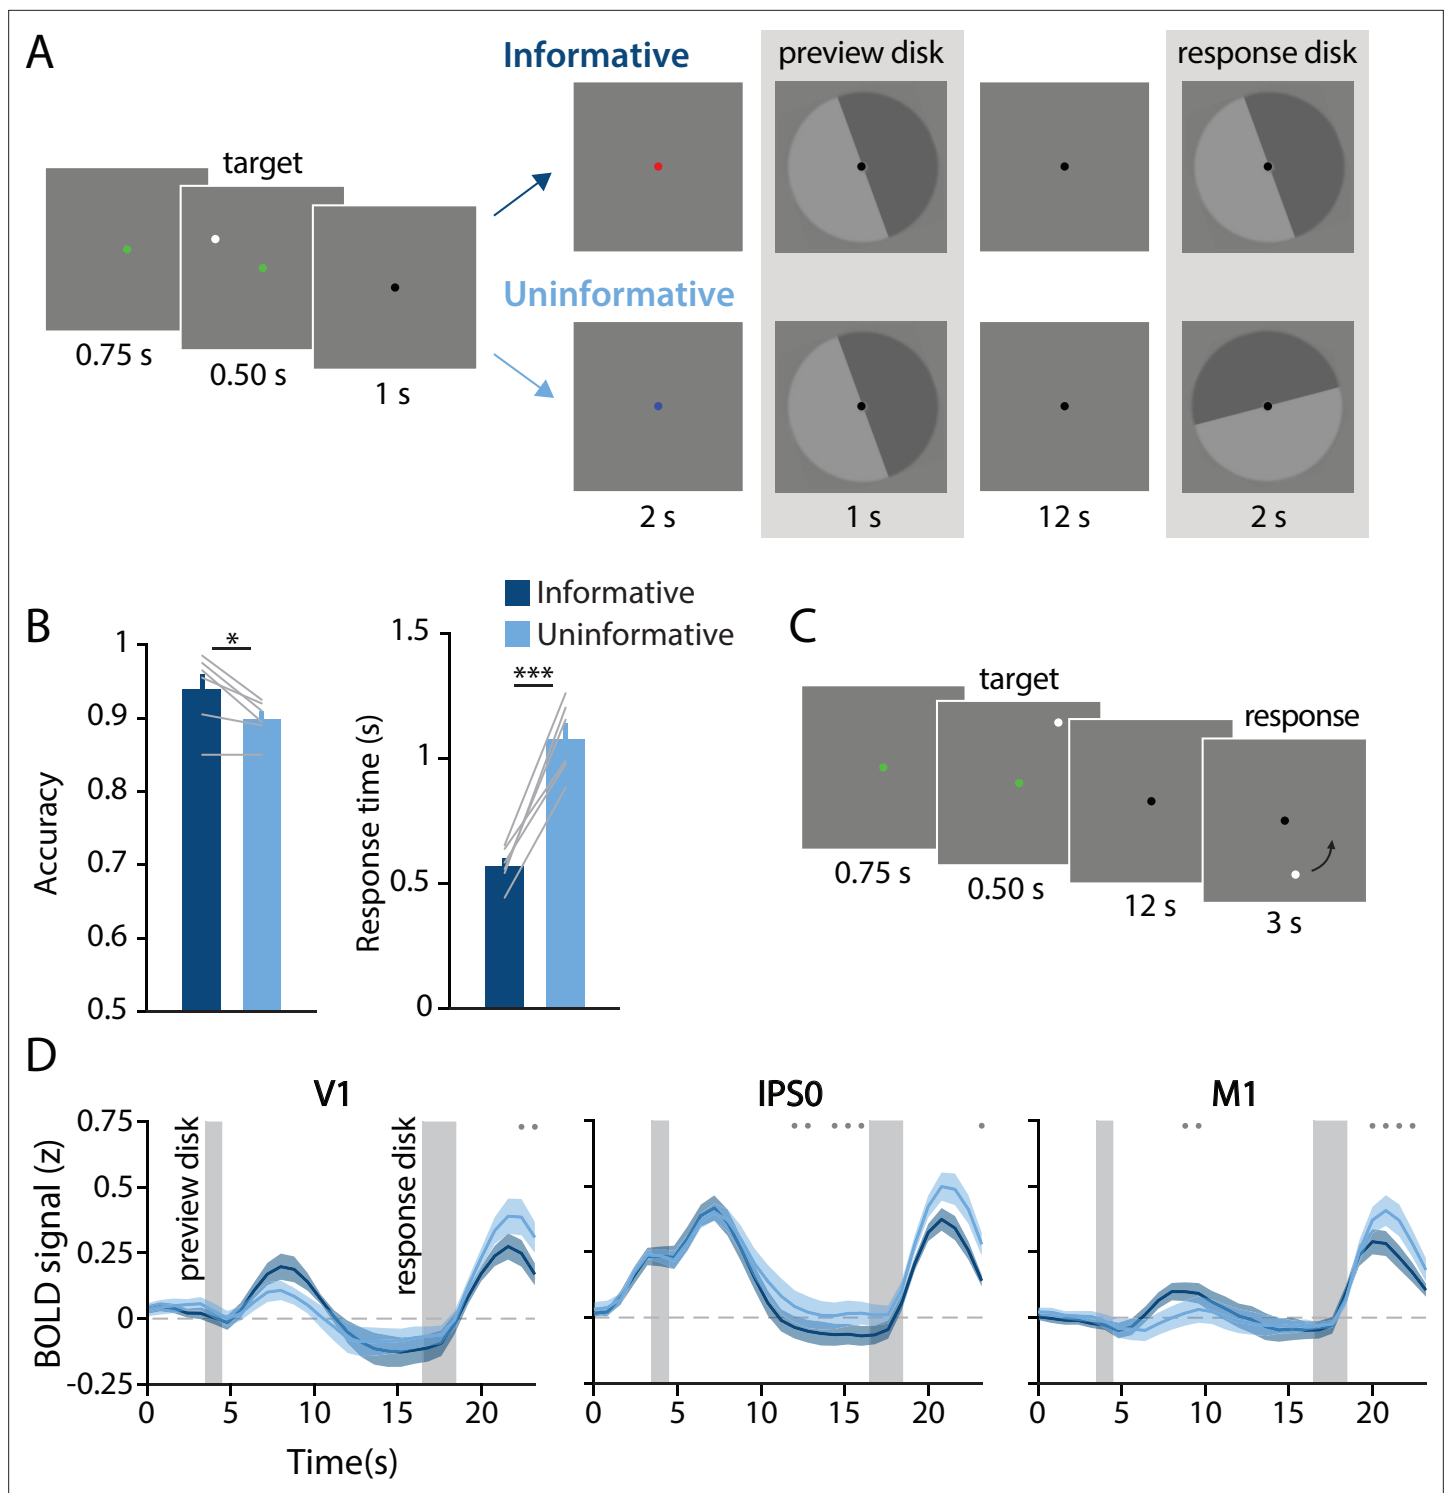 A
Informative
preview disk
response disk
target
0.75 s
0.50 s
1 s
Uninformative
2 s
1 s
12 s
2 s
B
Informative
Uninformative
Accuracy
1
0.9
0.8
0.7
0.6
0.5
*
Response time (s)
1.5
1
0.5
0
***
C
target
response
0.75 s
0.50 s
12 s
3 s
D
V1
IPS0
M1
BOLD signal (z)
0.75
0.5
0.25
0
-0.25
preview disk
response disk
0 5 10 15 20
0 5 10 15 20
0 5 10 15 20
Time(s)